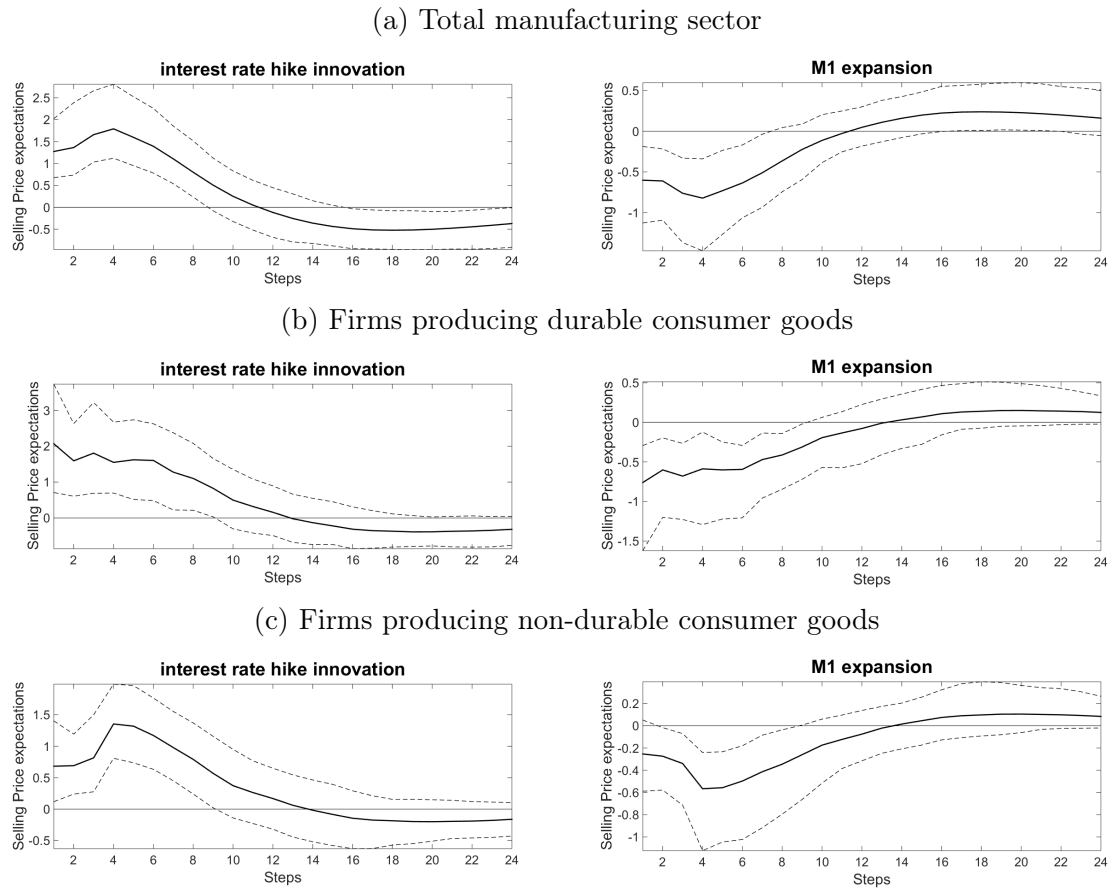 (a) Total manufacturing sector
interest rate hike innovation
Selling Price expectations
2.5
2
1.5
1
0.5
0
-0.5
2 4 6 8 10 12 14 16 18 20 22 24
Steps
M1 expansion
0.5
0
-0.5
-1
2 4 6 8 10 12 14 16 18 20 22 24
Steps
(b) Firms producing durable consumer goods
interest rate hike innovation
Selling Price expectations
3
2
1
0
2 4 6 8 10 12 14 16 18 20 22 24
Steps
M1 expansion
Selling Price expectations
0.5
0
-0.5
-1
-1.5
2 4 6 8 10 12 14 16 18 20 22 24
Steps
(c) Firms producing non-durable consumer goods
interest rate hike innovation
Selling Price expectations
1.5
1
0.5
0
-0.5
2 4 6 8 10 12 14 16 18 20 22 24
Steps
M1 expansion
Selling Price expectations
0.2
0
-0.2
-0.4
-0.6
-0.8
-1
2 4 6 8 10 12 14 16 18 20 22 24
Steps